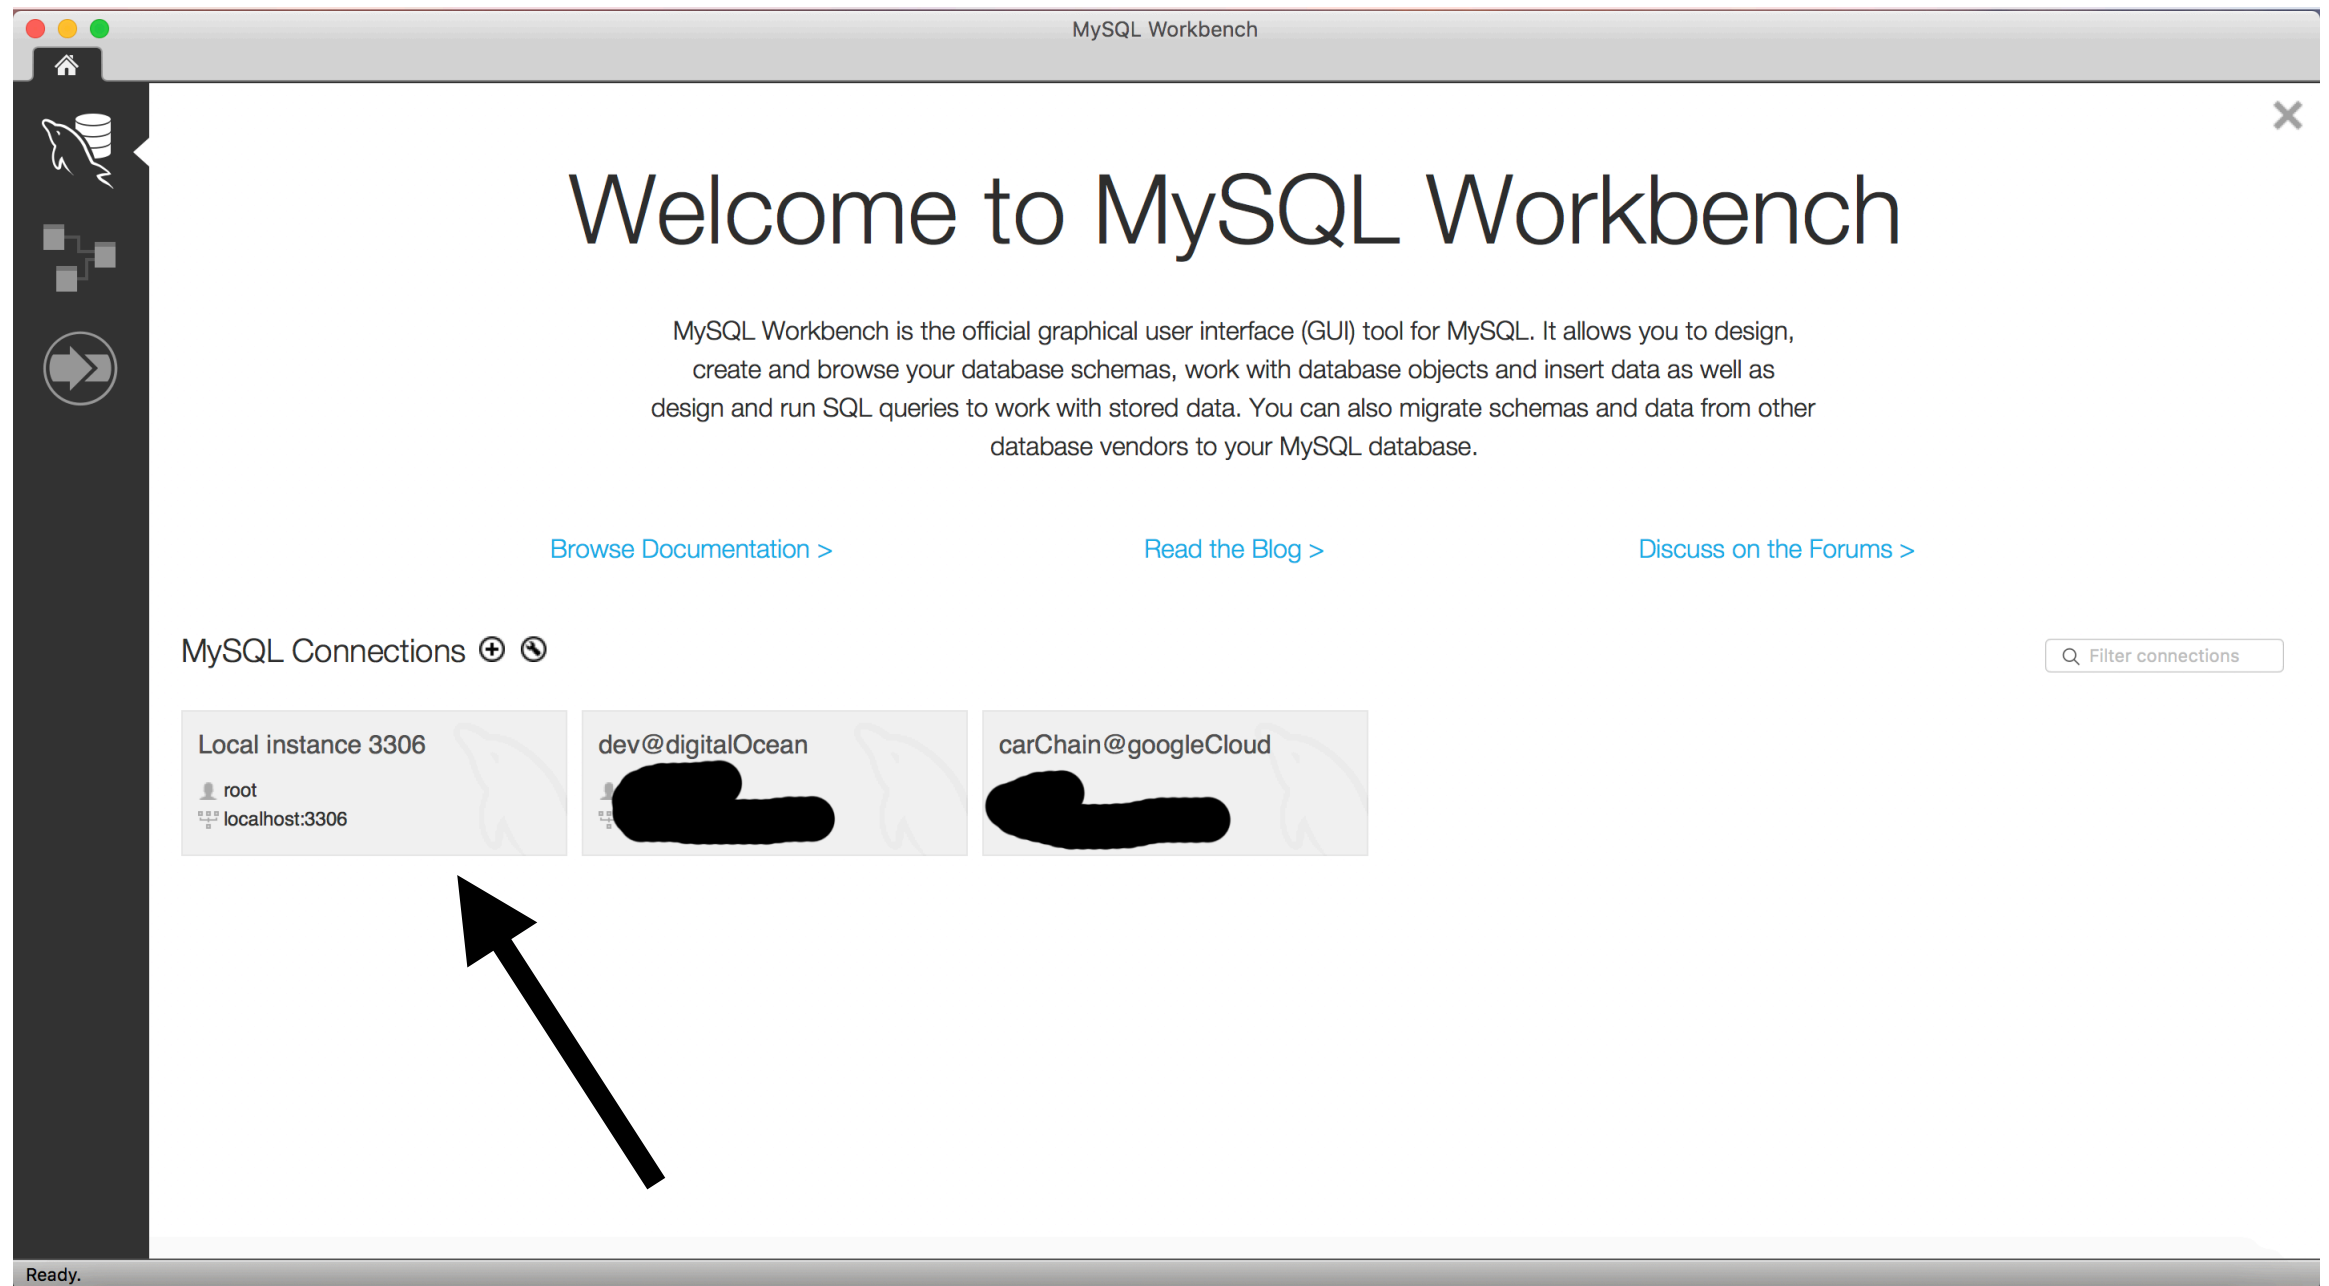 MySQL Workbench
Welcome to MySQL Workbench
MySQL Workbench is the official graphical user interface (GUI) tool for MySQL. It allows you to design,
create and browse your database schemas, work with database objects and insert data as well as
design and run SQL queries to work with stored data. You can also migrate schemas and data from other
database vendors to your MySQL database.
Browse Documentation >
Read the Blog >
Discuss on the Forums >
MySQL Connections
Filter connections
Local instance 3306
root
localhost:3306
dev@digitalOcean
carChain@googleCloud
Ready.